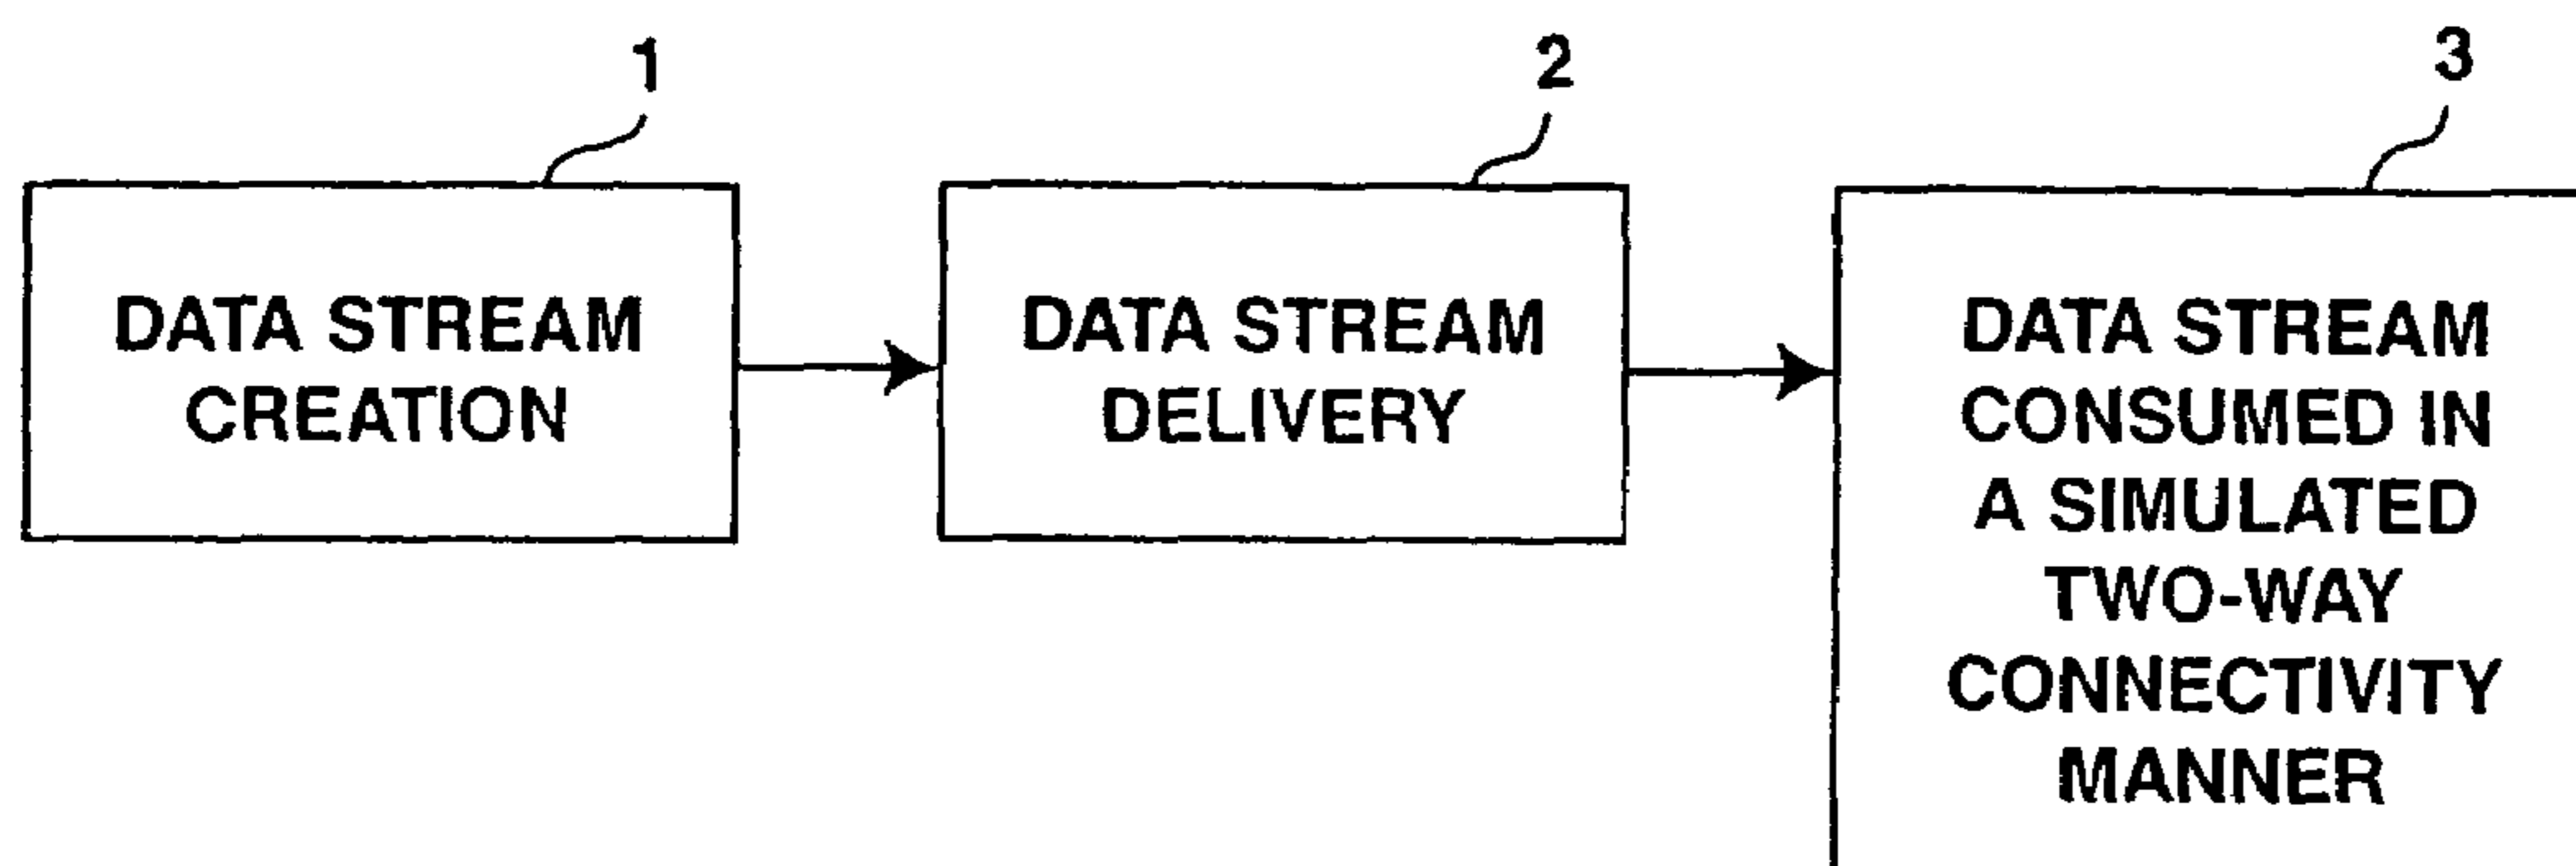 1
2
3
DATA STREAM
CREATION
DATA STREAM
DELIVERY
DATA STREAM
CONSUMED IN
A SIMULATED
TWO-WAY
CONNECTIVITY
MANNER